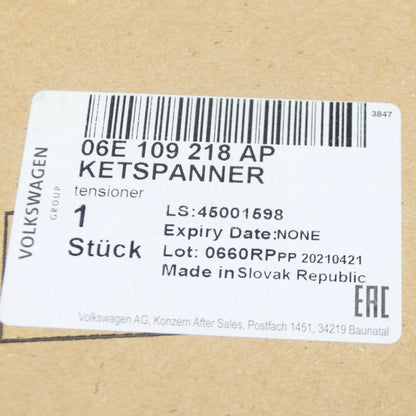 3847
06E 109 218 AP
KETSPANNER
tensioner
VOLKSWAGEN
GROUP
1
Stück
LS:45001598
Expiry Date:NONE
Lot: 0660RPPP 20210421
Made in Slovak Republic
EAC
Volkswagen AG, Konzern After Sales, Postfach 1451, 34219 Baunatal